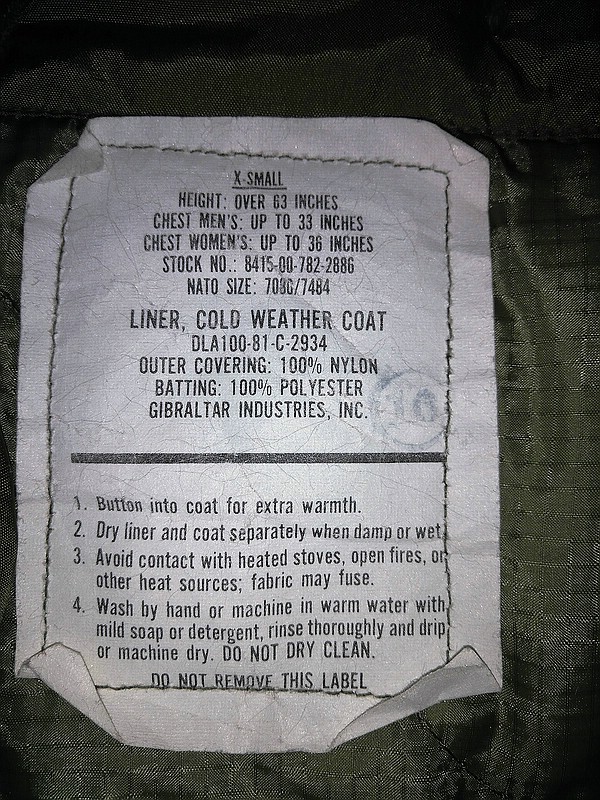 X-SMALL
HEIGHT: OVER 63 INCHES
CHEST MEN'S: UP TO 33 INCHES
CHEST WOMEN'S: UP TO 36 INCHES
STOCK NO.: 8415-00-782-2886
NATO SIZE: 7080/7484
LINER, COLD WEATHER COAT
DLA100-81-C-2934
OUTER COVERING: 100% NYLON
BATTING: 100% POLYESTER
GIBRALTAR INDUSTRIES, INC.
1. Button into coat for extra warmth.
2. Dry liner and coat separately when damp or wet
3. Avoid contact with heated stoves, open fires, or
other heat sources; fabric may fuse.
4. Wash by hand or machine in warm water with
mild soap or detergent, rinse thoroughly and drip
or machine dry. DO NOT DRY CLEAN.
DO NOT REMOVE THIS LABEL